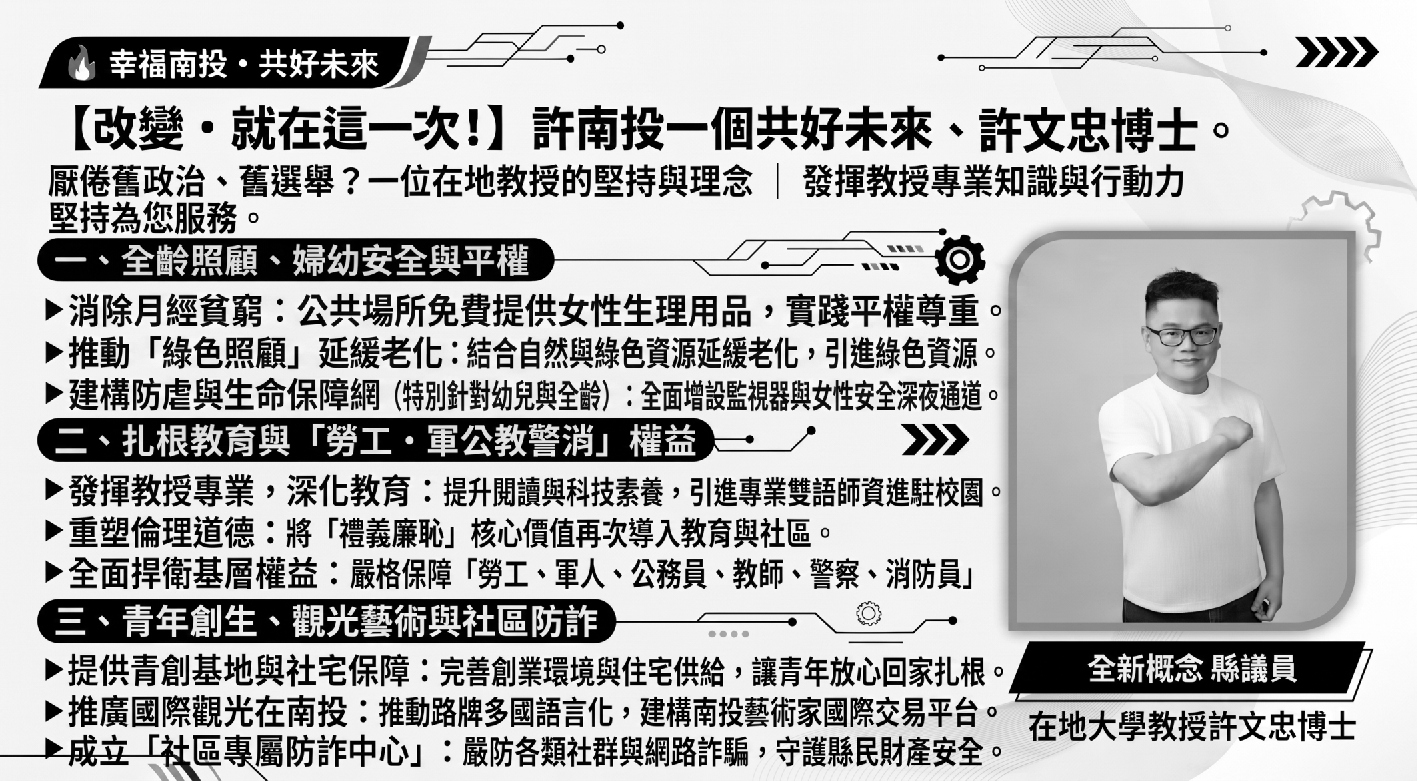 幸福南投•共好未來
【改變•就在這一次!】許南投一個共好未來、許文忠博士。
厭倦舊政治、舊選舉？一位在地教授的堅持與理念｜發揮教授專業知識與行動力
堅持為您服務。
一、全齡照顧、婦幼安全與平權
▶消除月經貧窮：公共場所免費提供女性生理用品，實踐平權尊重。
▶推動「綠色照顧」延緩老化：結合自然與綠色資源延緩老化，引進綠色資源。
▶建構防虐與生命保障網（特別針對幼兒與全齡）：全面增設監視器與女性安全深夜通道。
二、扎根教育與「勞工•軍公教警消」權益
▶發揮教授專業，深化教育：提升閱讀與科技素養，引進專業雙語師資進駐校園。
▶重塑倫理道德：將「禮義廉恥」核心價值再次導入教育與社區。
▶全面捍衛基層權益：嚴格保障「勞工、軍人、公務員、教師、警察、消防員」
三、青年創生、觀光藝術與社區防詐
▶提供青創基地與社宅保障：完善創業環境與住宅供給，讓青年放心回家扎根。
▶推廣國際觀光在南投：推動路牌多國語言化，建構南投藝術家國際交易平台。
▶成立「社區專屬防詐中心」：嚴防各類社群與網路詐騙，守護縣民財產安全。
全新概念 縣議員
在地大學教授許文忠博士